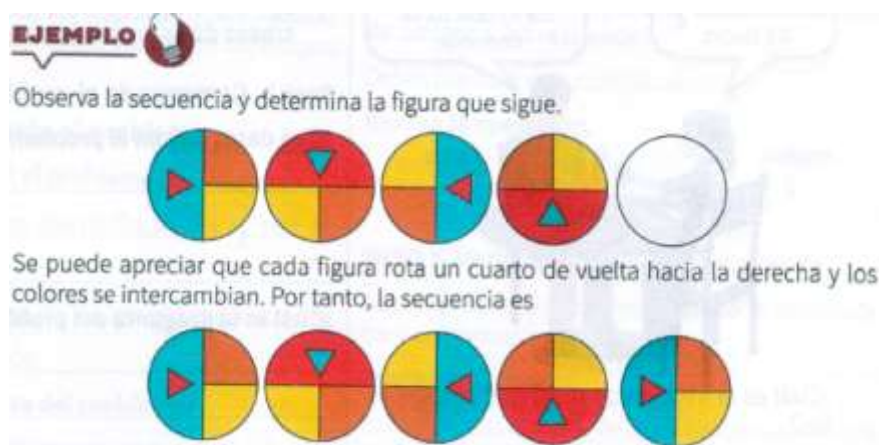 EJEMPLO
Observa la secuencia y determina la figura que sigue.
Se puede apreciar que cada figura rota un cuarto de vuelta hacia la derecha y los
colores se intercambian. Por tanto, la secuencia es